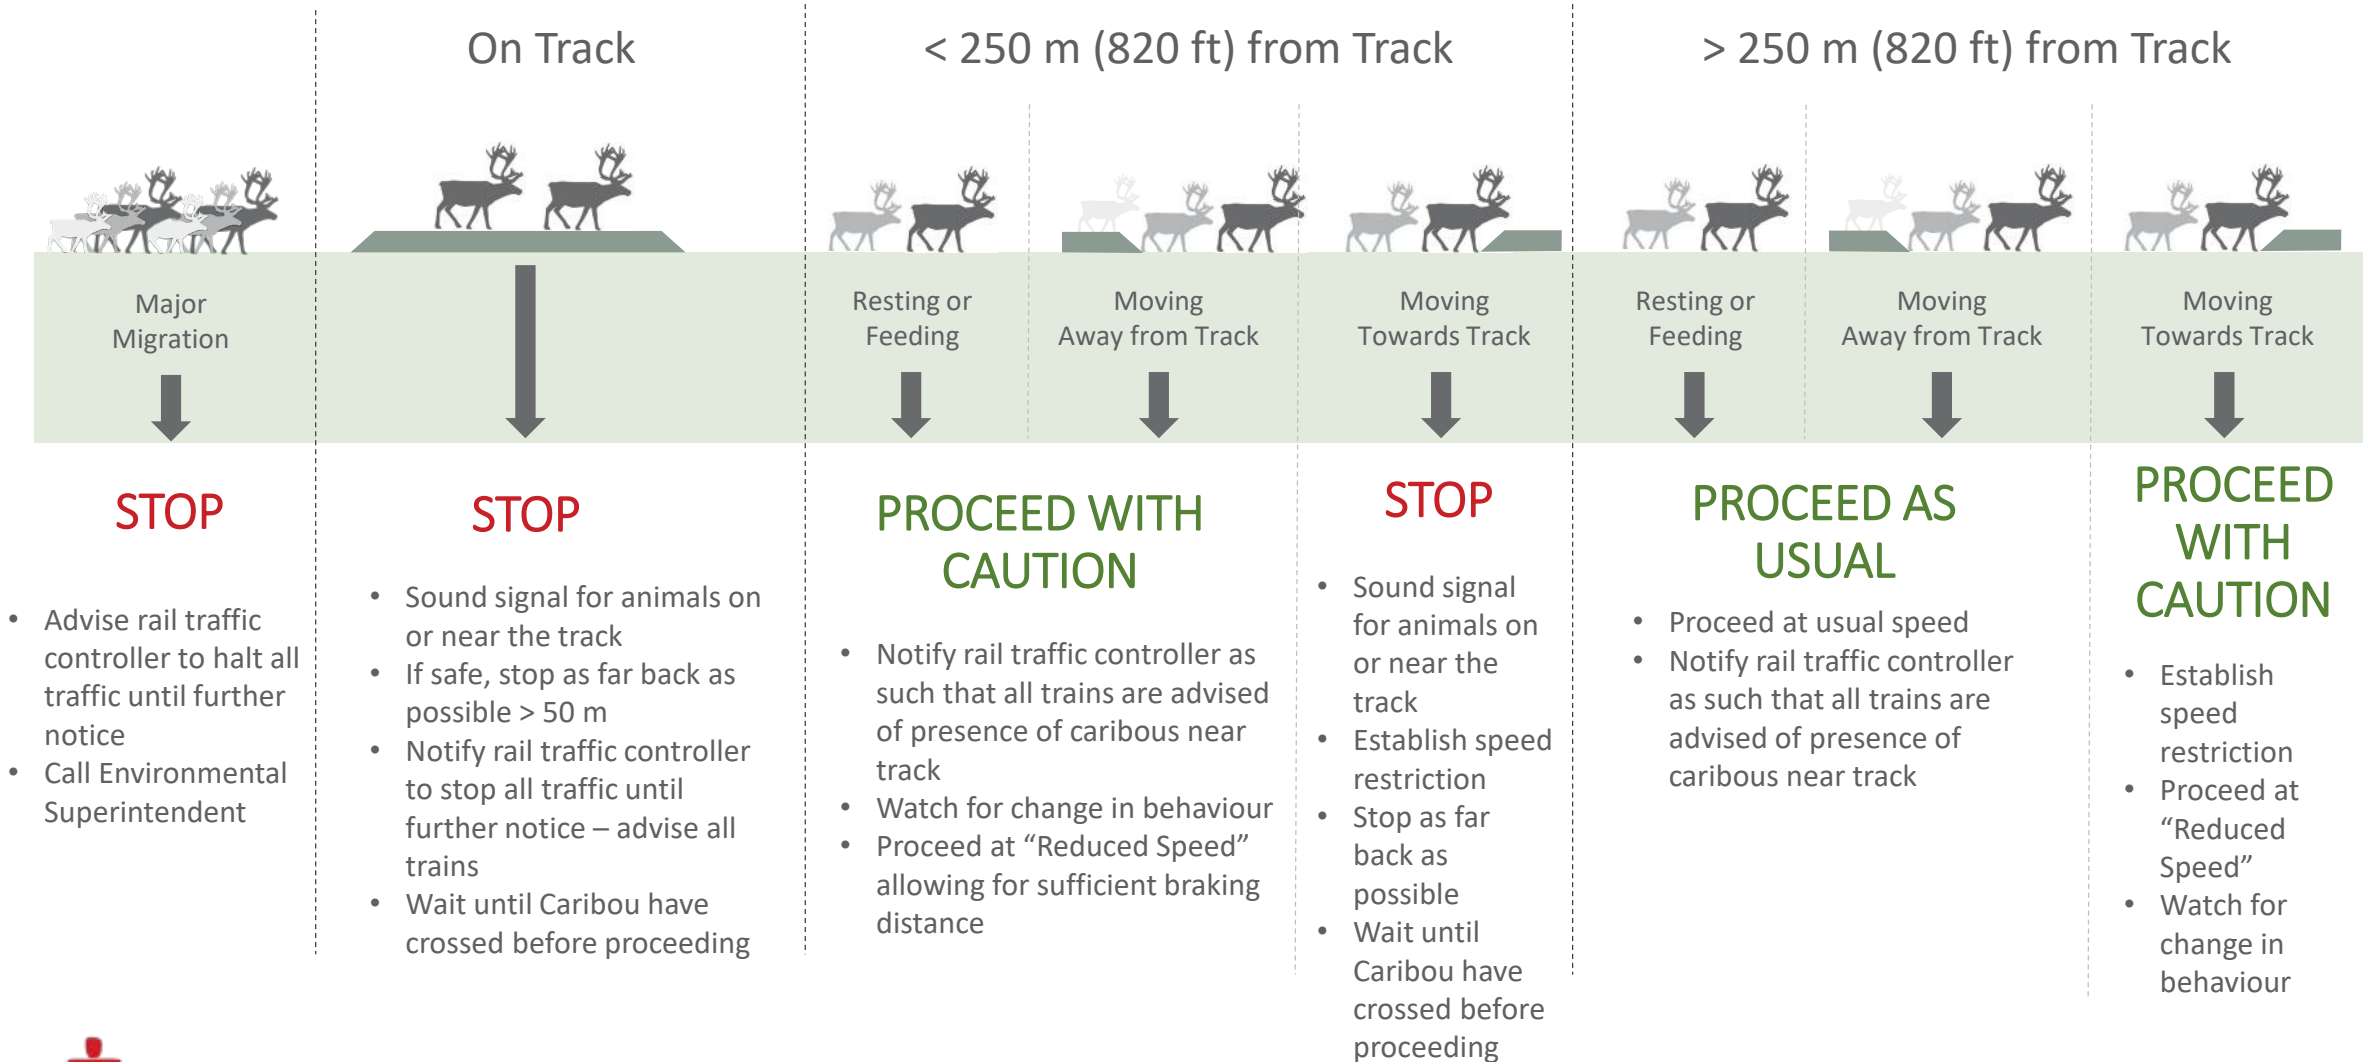 On Track
< 250 m (820 ft) from Track
> 250 m (820 ft) from Track
Major
Migration
Resting or
Feeding
Moving
Away from Track
Moving
Towards Track
Resting or
Feeding
Moving
Away from Track
Moving
Towards Track
STOP
• Advise rail traffic
controller to halt all
traffic until further
notice
• Call Environmental
Superintendent
STOP
• Sound signal for animals on
or near the track
• If safe, stop as far back as
possible > 50 m
• Notify rail traffic controller
to stop all traffic until
further notice – advise all
trains
• Wait until Caribou have
crossed before proceeding
PROCEED WITH
CAUTION
• Notify rail traffic controller as
such that all trains are advised
of presence of caribous near
track
• Watch for change in behaviour
• Proceed at “Reduced Speed”
allowing for sufficient braking
distance
STOP
• Sound signal
for animals on
or near the
track
• Establish speed
restriction
• Stop as far
back as
possible
• Wait until
Caribou have
crossed before
proceeding
PROCEED AS
USUAL
• Proceed at usual speed
• Notify rail traffic controller
as such that all trains are
advised of presence of
caribous near track
PROCEED
WITH
CAUTION
• Establish
speed
restriction
• Proceed at
“Reduced
Speed”
• Watch for
change in
behaviour